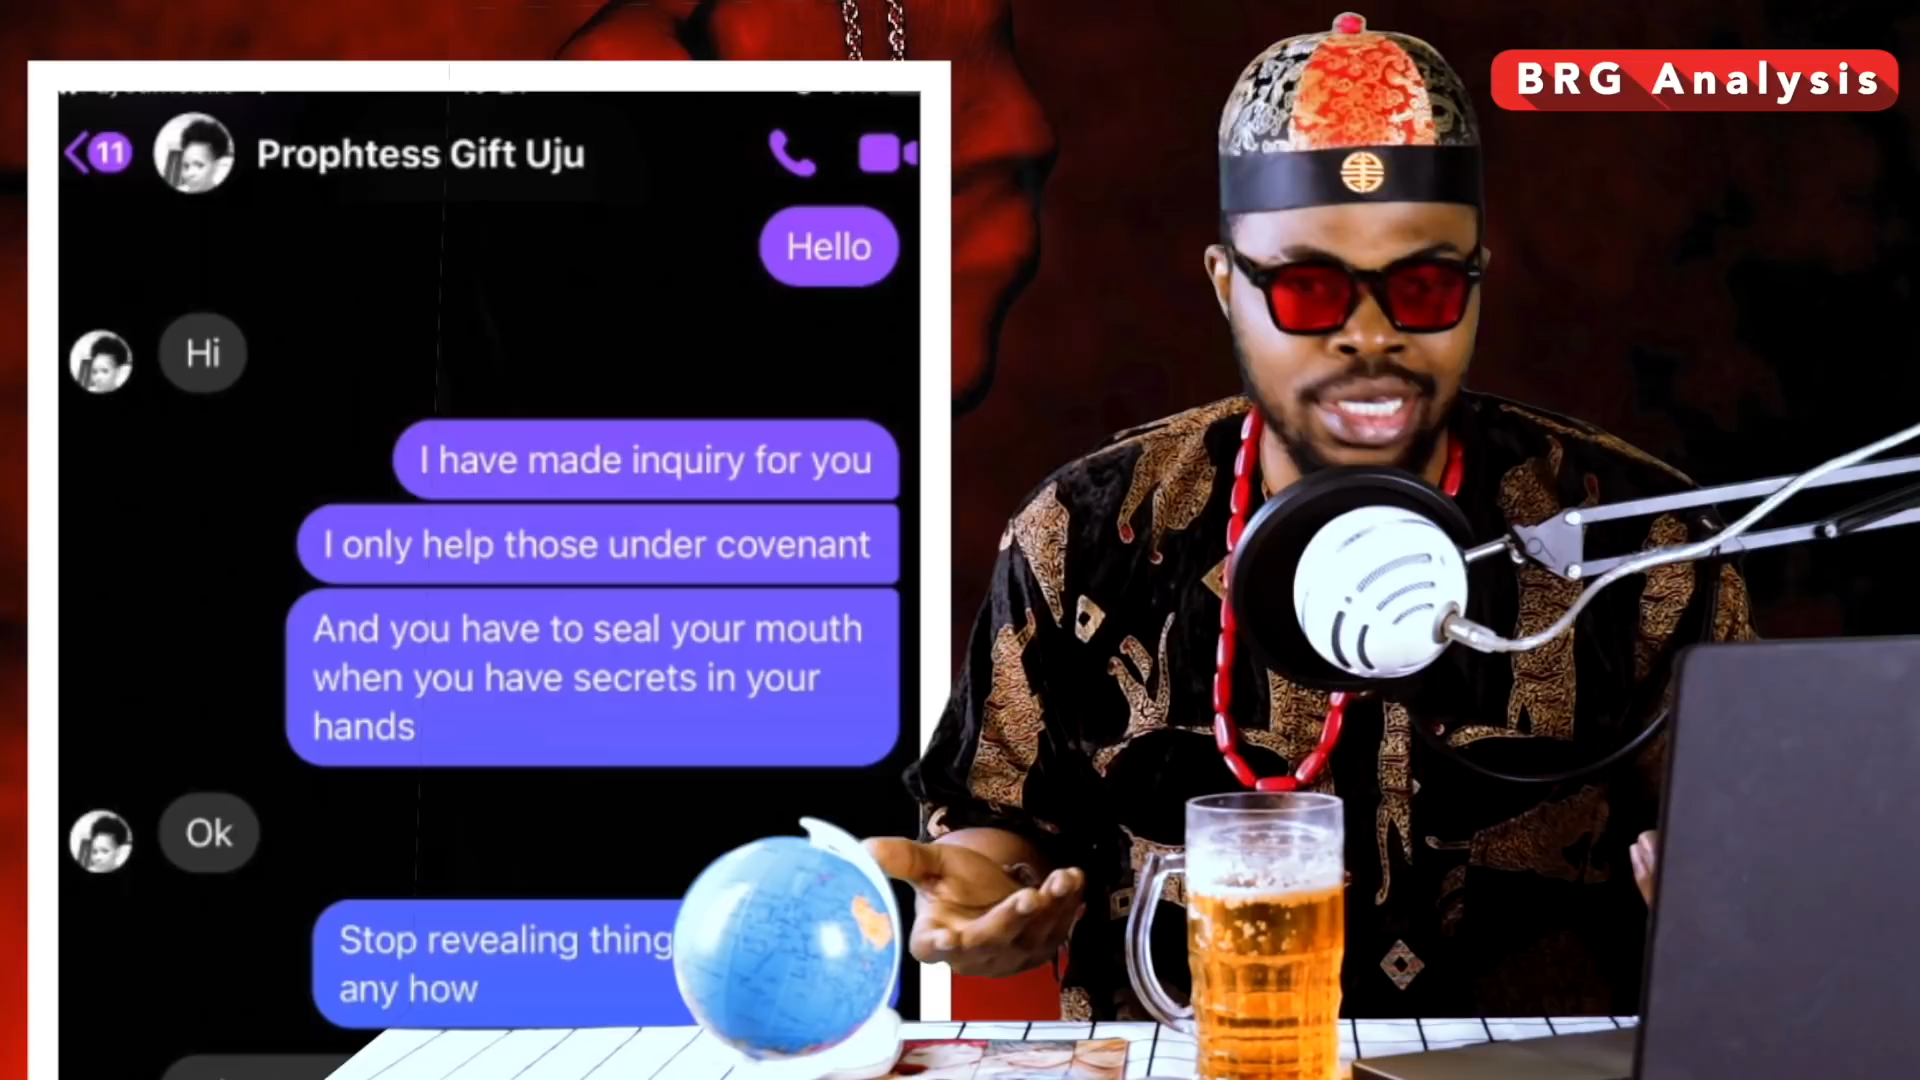 BRG Analysis
11
Prophtess Gift Uju
Hello
Hi
I have made inquiry for you
I only help those under covenant
And you have to seal your mouth
when you have secrets in your
hands
Ok
Stop revealing thing
any how